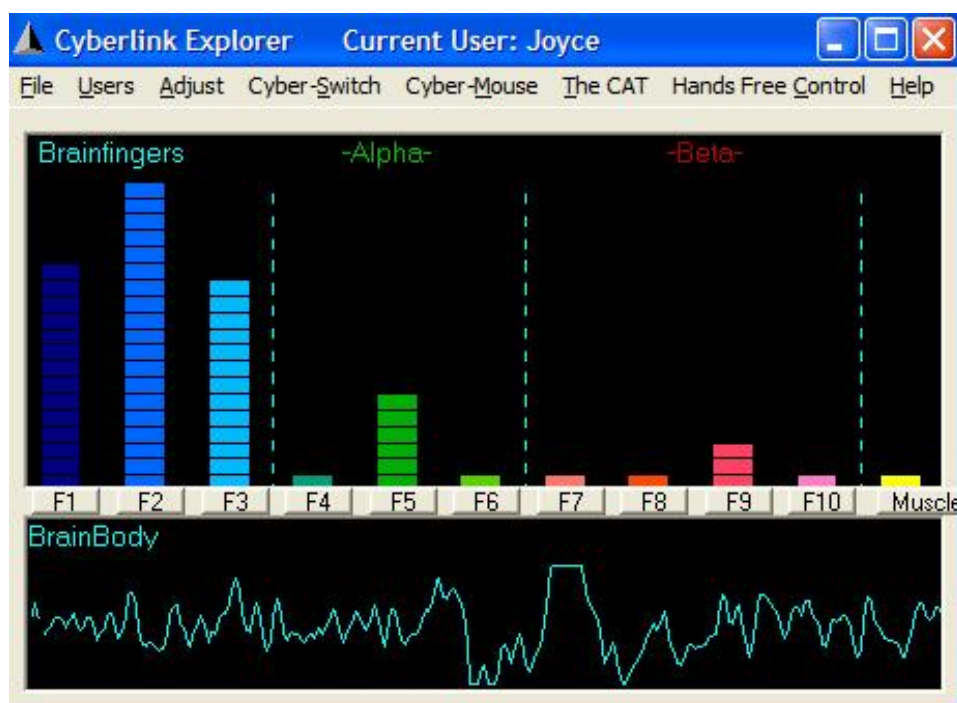 Cyberlink Explorer Current User: Joyce
File Users Adjust Cyber-Switch Cyber-Mouse The CAT Hands Free Control Help
Brainfingers -Alpha- -Beta-
F1 F2 F3 F4 F5 F6 F7 F8 F9 F10 Muscle
BrainBody